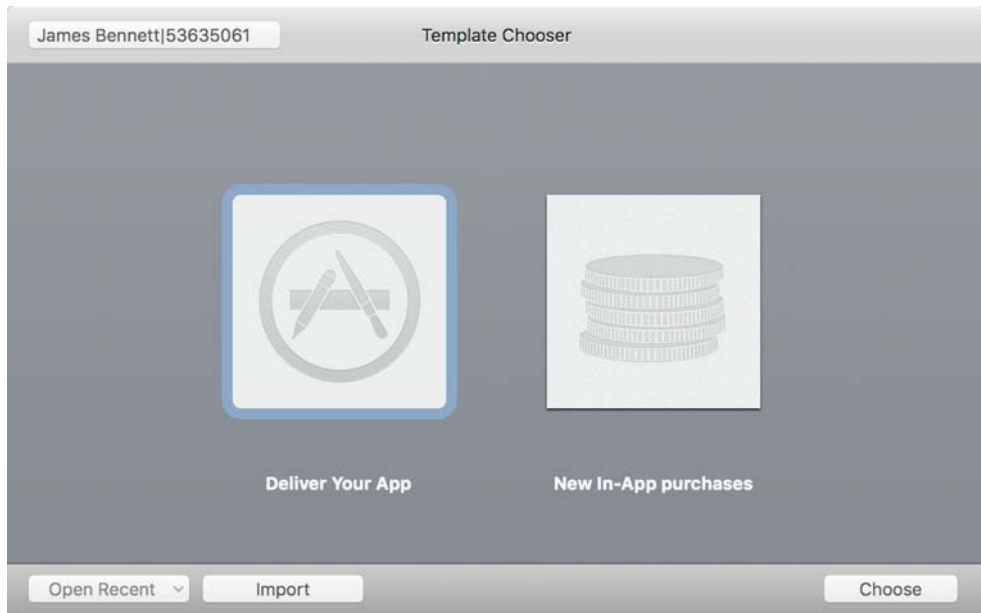 James Bennett|53635061
Template Chooser
Deliver Your App
New In-App purchases
Open Recent
Import
Choose